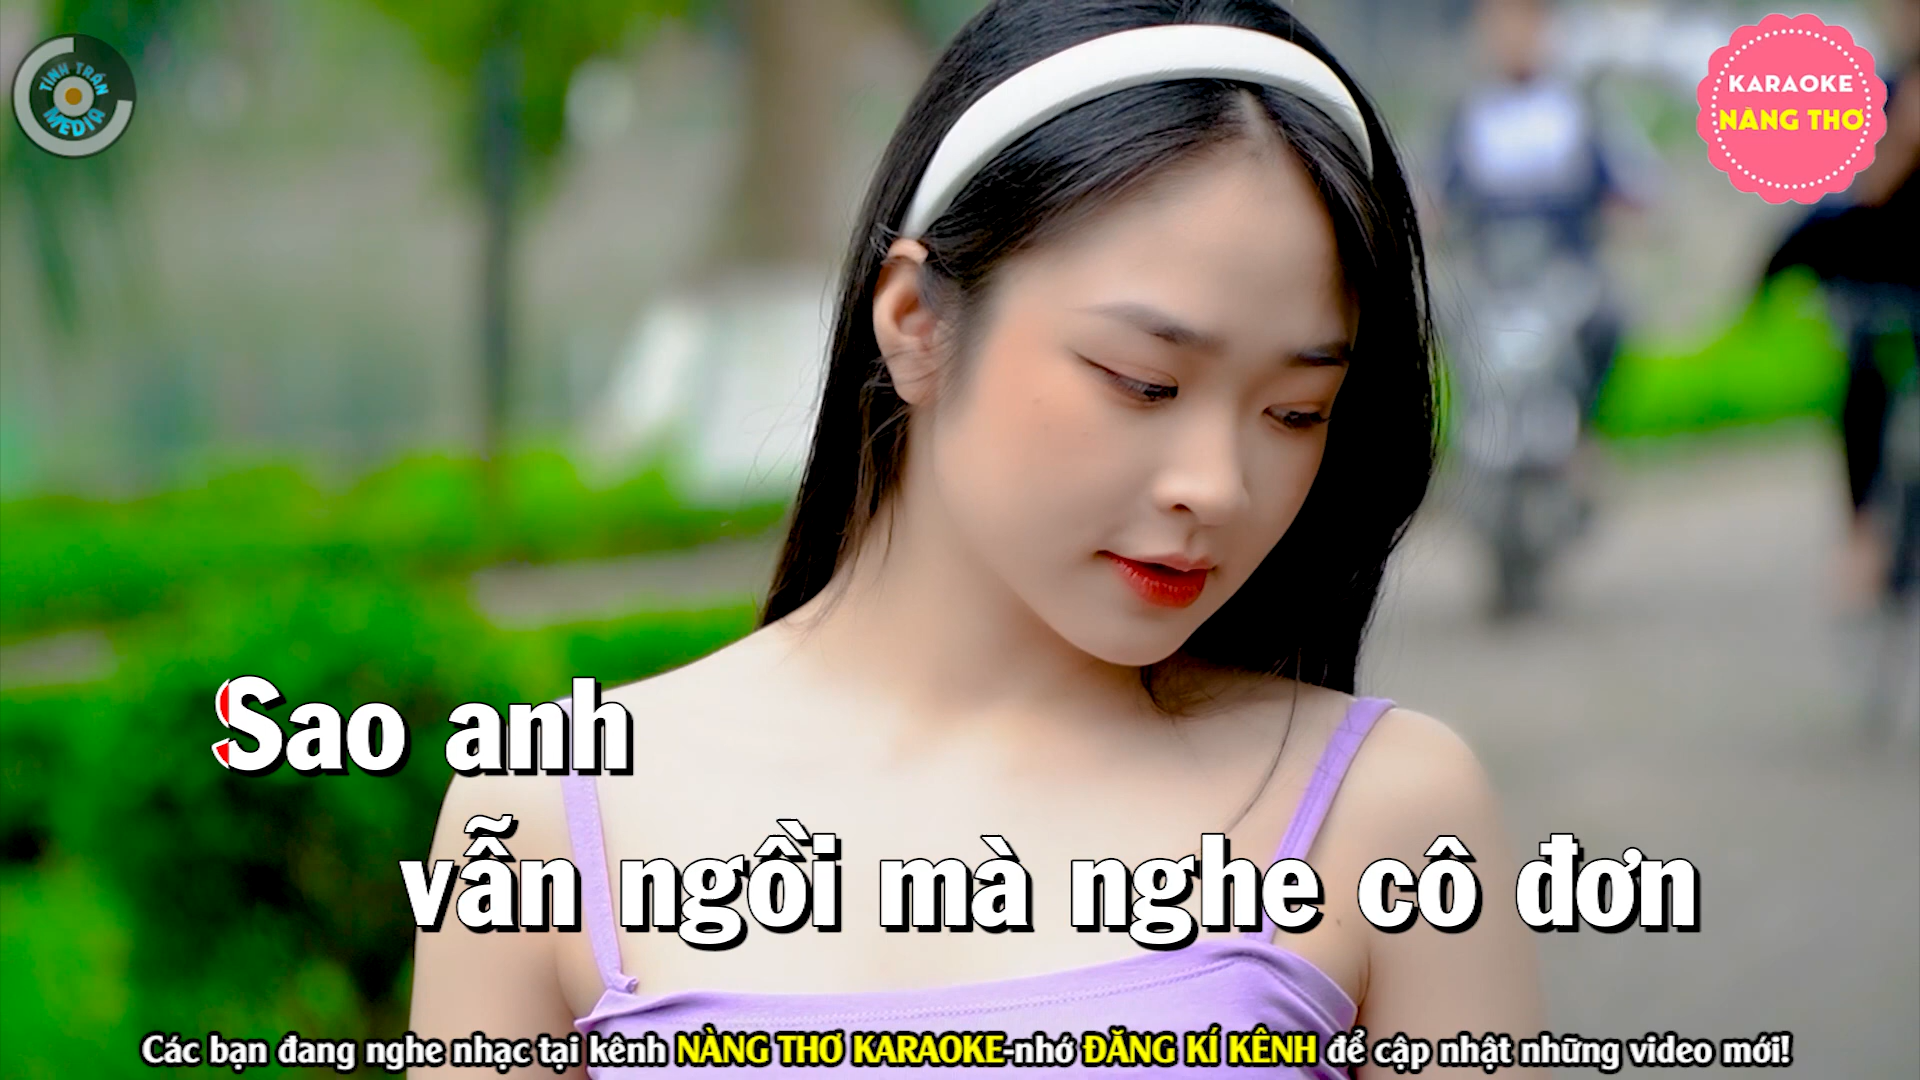 TÌNH TRẦN
MEDIA
KARAOKE
NÀNG THƠ
Sao anh
vẫn ngồi mà nghe cô đơn
Các bạn đang nghe nhạc tại kênh NÀNG THƠ KARAOKE-nhớ ĐĂNG KÍ KÊNH để cập nhật những video mới!